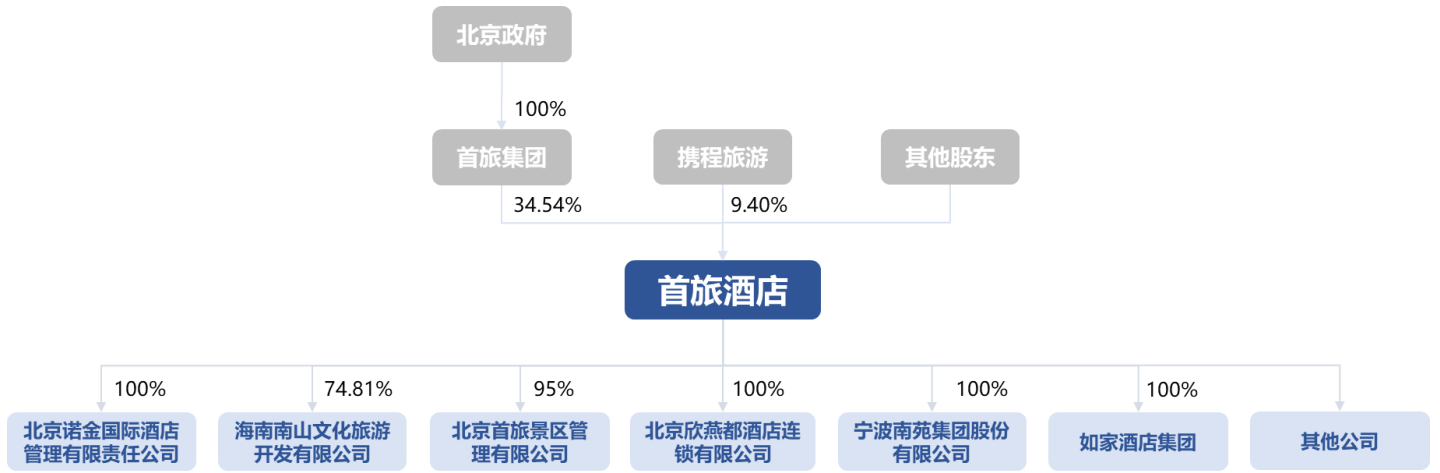 北京政府
100%
首旅集团
携程旅游
其他股东
34.54%
9.40%
首旅酒店
100%
74.81%
95%
100%
100%
100%
北京诺金国际酒店
管理有限责任公司
海南南山文化旅游
开发有限公司
北京首旅景区管
理有限公司
北京欣燕都酒店连
锁有限公司
宁波南苑集团股份
有限公司
如家酒店集团
其他公司